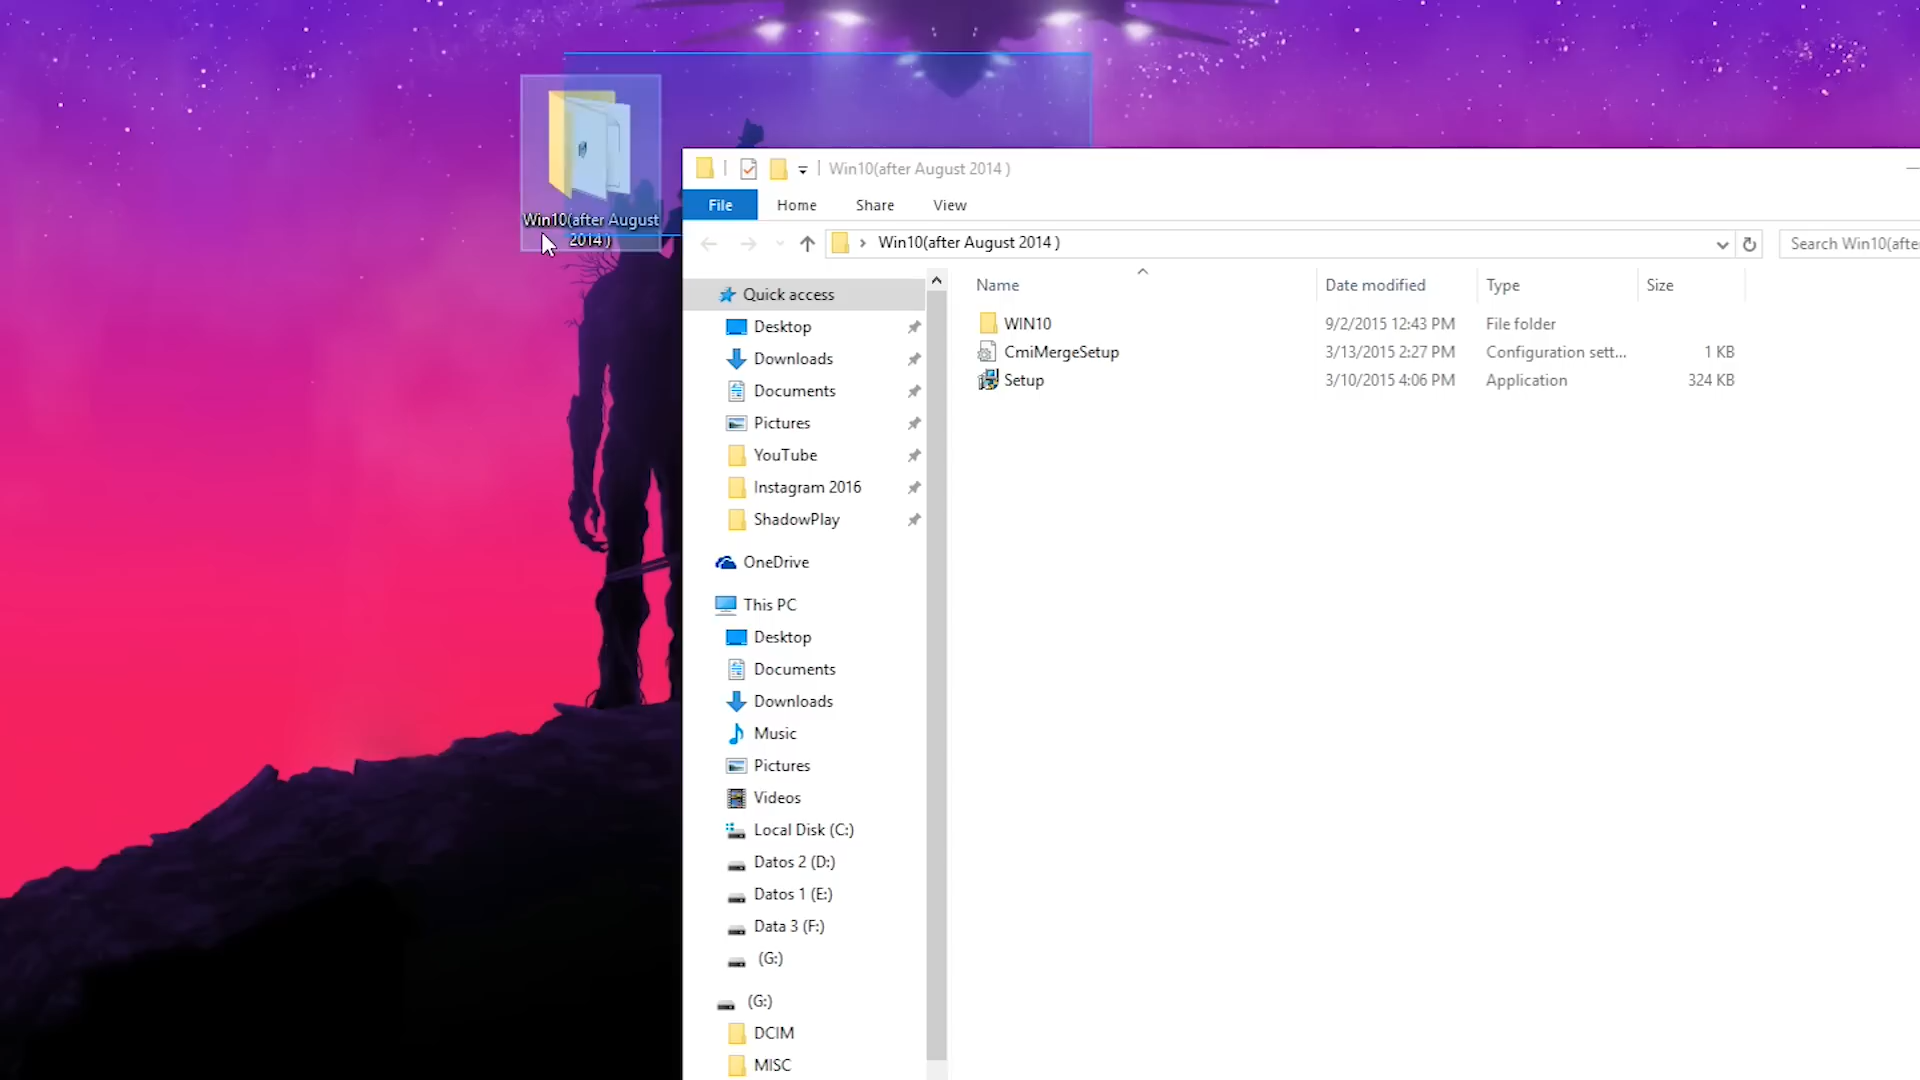 Win10(after August
2014 )
Win10(after August 2014 )
File
Home
Share
View
Win10(after August 2014 )
Search Win10(afte
Quick access
Desktop
Downloads
Documents
Pictures
YouTube
Instagram 2016
ShadowPlay
OneDrive
This PC
Desktop
Documents
Downloads
Music
Pictures
Videos
Local Disk (C:)
Datos 2 (D:)
Datos 1 (E:)
Data 3 (F:)
(G:)
(G:)
DCIM
MISC
Name Date modified Type Size
WIN10 9/2/2015 12:43 PM File folder
CmiMergeSetup 3/13/2015 2:27 PM Configuration sett... 1 KB
Setup 3/10/2015 4:06 PM Application 324 KB